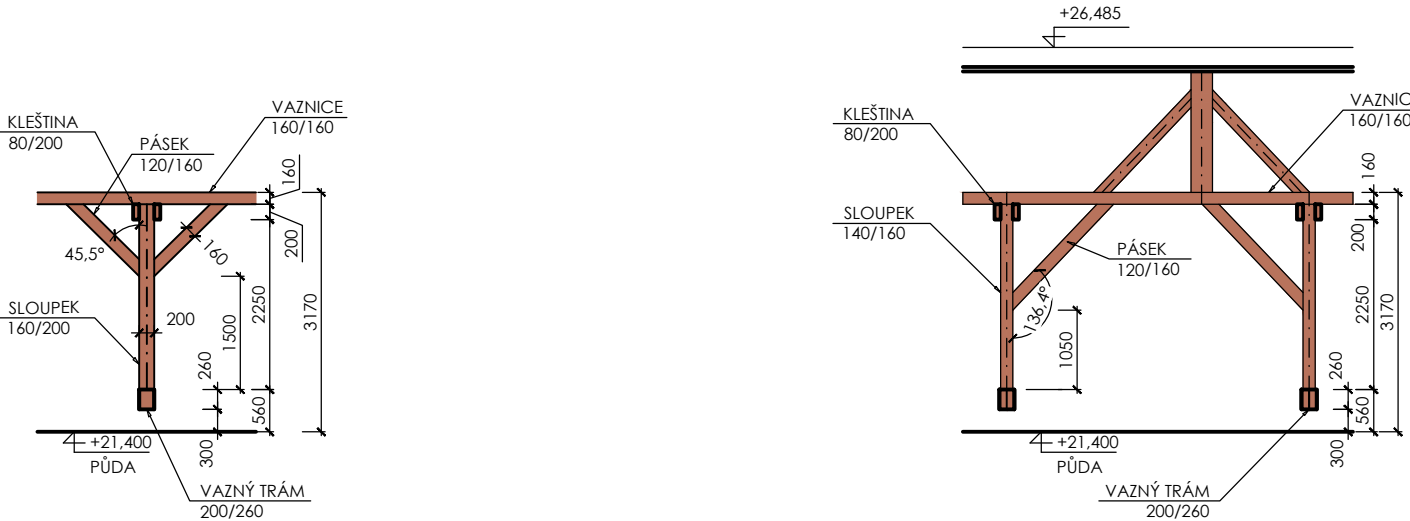 KLEŠTINA
80/200
PÁSEK
120/160
VAZNICE
160/160
160
200
45,5°
160
SLOUPEK
160/200
200
1500
2250
3170
260
560
300
+21,400
PŮDA
VAZNÝ TRÁM
200/260
+26,485
KLEŠTINA
80/200
VAZNIC
160/160
160
200
SLOUPEK
140/160
PÁSEK
120/160
136,4°
1050
2250
3170
260
560
300
+21,400
PŮDA
VAZNÝ TRÁM
200/260